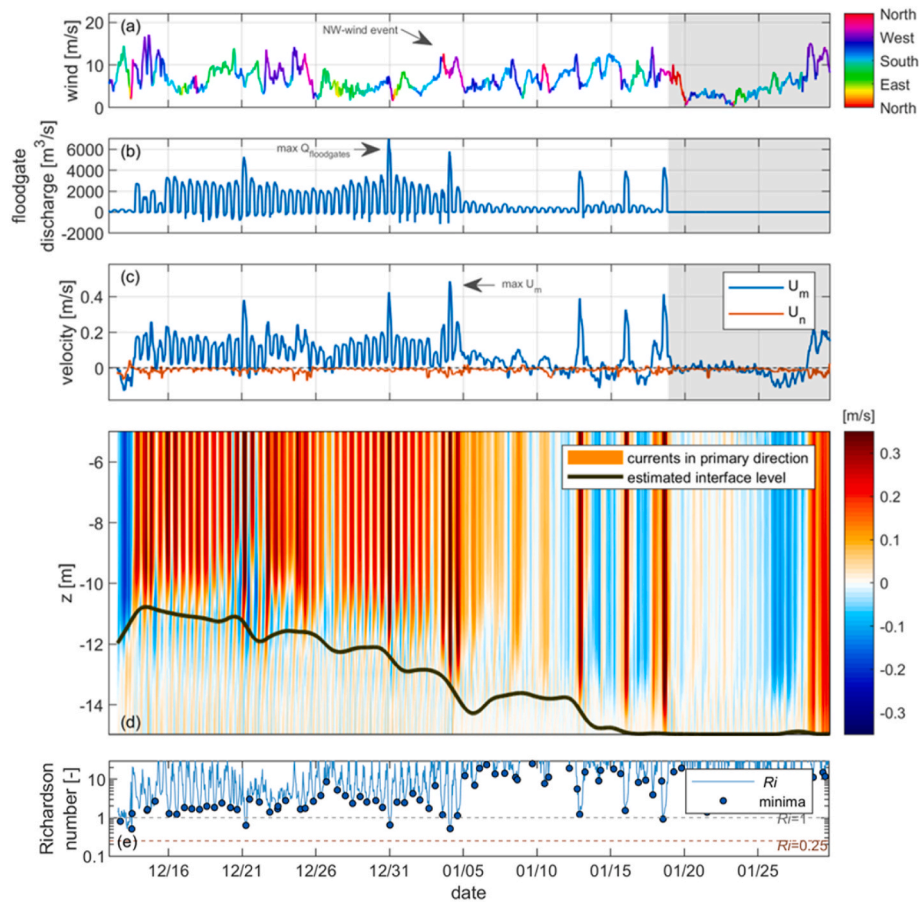 (a)
wind [m/s]
20
10
0
NW-wind event
North
West
South
East
North
(b)
floodgate
discharge [m³/s]
6000
4000
2000
0
-2000
max Q_floodgates
(c)
velocity [m/s]
0.4
0.2
0
max U_m
U_m
U_n
[m/s]
z [m]
-6
-8
-10
-12
-14
currents in primary direction
estimated interface level
(d)
0.3
0.2
0.1
0
-0.1
-0.2
-0.3
Richardson
number [-]
10
1
0.1
Ri
minima
Ri=1
(e)
Ri=0.25
12/16
12/21
12/26
12/31
01/05
01/10
01/15
01/20
01/25
date